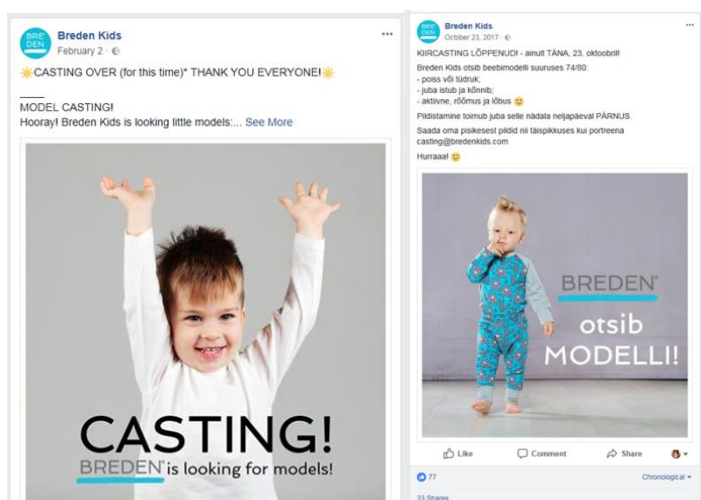 BRE
DEN
Breden Kids
February 2
CASTING OVER (for this time)* THANK YOU EVERYONE!
MODEL CASTING!
Hooray! Breden Kids is looking little models:... See More
CASTING!
BREDEN® is looking for models!
BRE
DEN
Breden Kids
October 23, 2017
KIIRCASTING LÕPPENUD! - ainult TÄNA, 23. oktoobril!
Breden Kids otsib beebimodelli suuruses 74/80:
- poiss või tüdruk;
- juba istub ja kõnnib;
- aktiivne, rõõmus ja lõbus
Pildistamine toimub juba selle nädala neljapäeval PÄRNUS.
Saada oma pisikesest pildid nii täispikkuses kui portreena
casting@bredenkids.com
Hurraaa!
BREDEN®
otsib
MODELLI!
Like Comment Share
77 Chronological
33 Shares